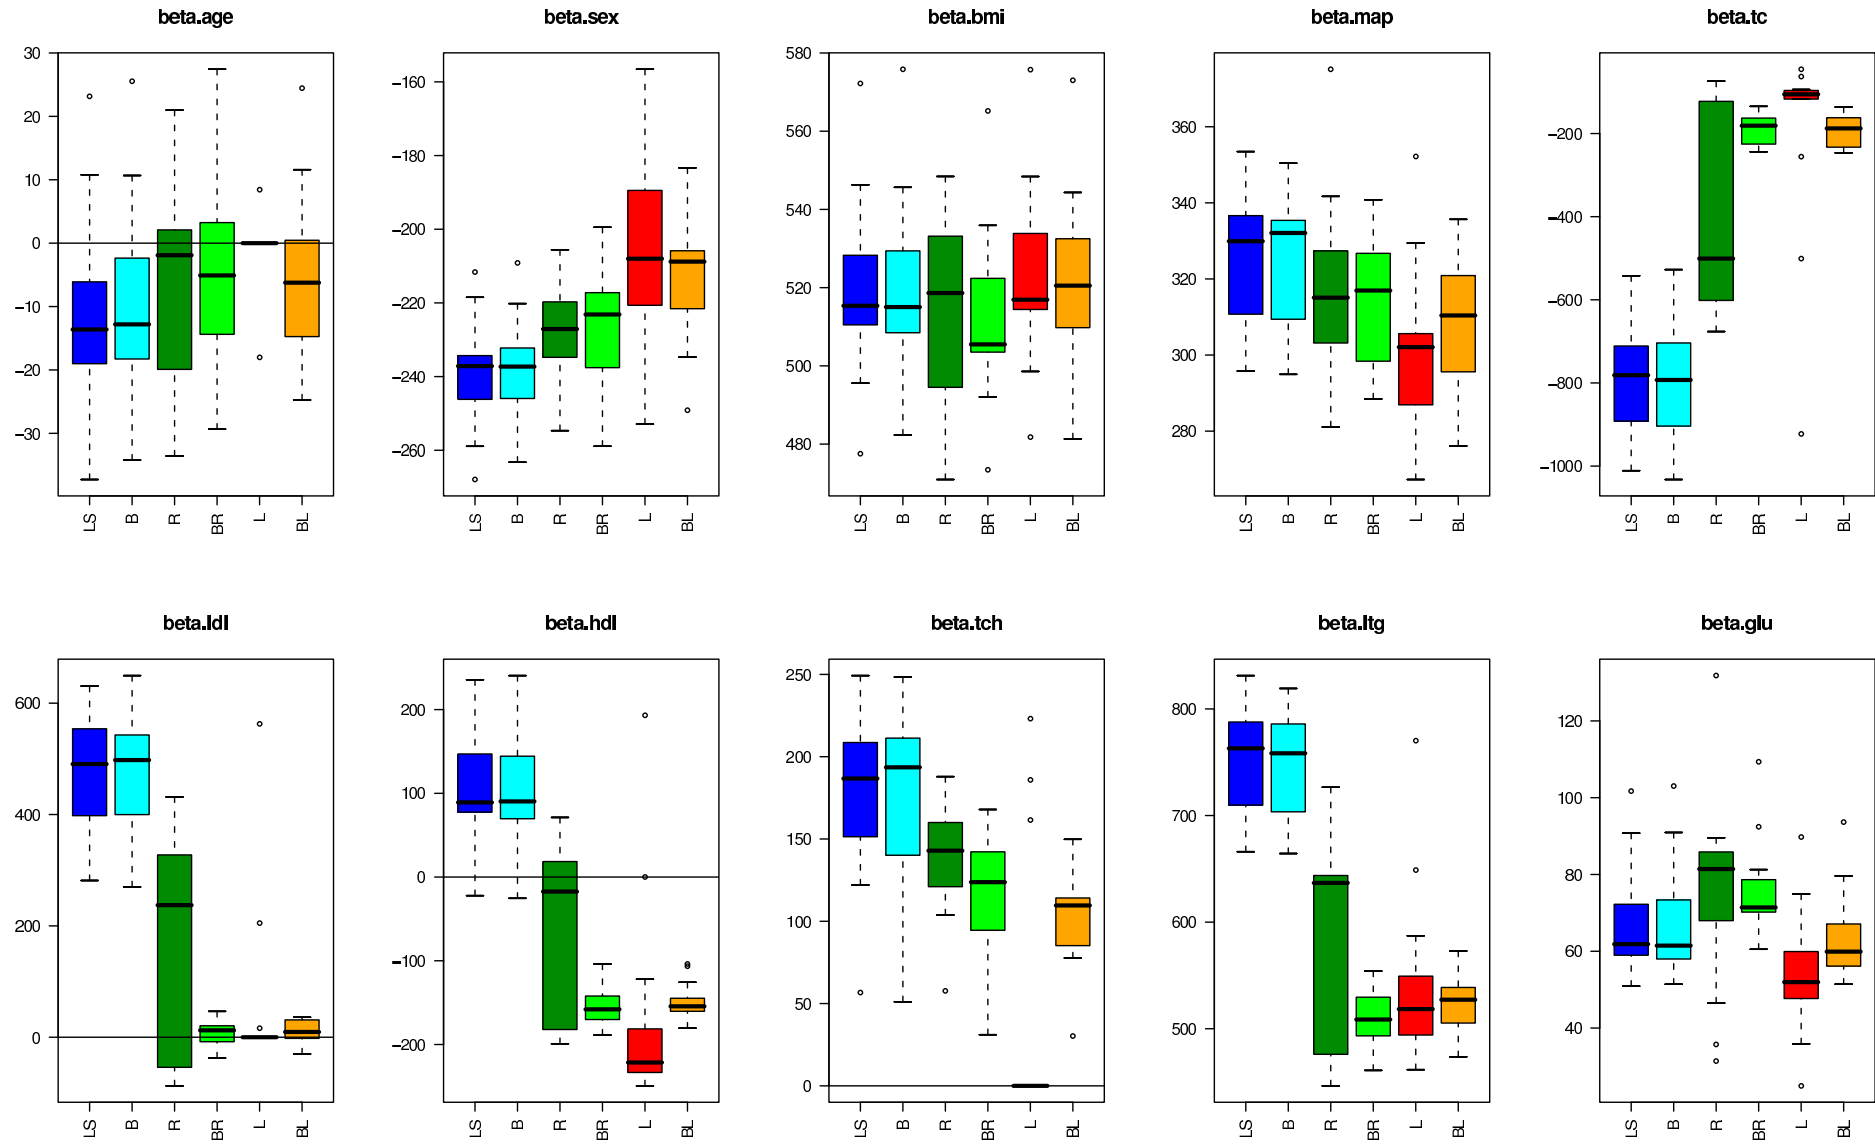 beta.age
30
20
10
0
−10
−20
−30
LS B R BR L BL
beta.sex
−160
−180
−200
−220
−240
−260
LS B R BR L BL
beta.bmi
580
560
540
520
500
480
LS B R BR L BL
beta.map
360
340
320
300
280
LS B R BR L BL
beta.tc
−200
−400
−600
−800
−1000
LS B R BR L BL
beta.ldl
600
400
200
0
LS B R BR L BL
beta.hdl
200
100
0
−100
−200
LS B R BR L BL
beta.tch
250
200
150
100
50
0
LS B R BR L BL
beta.ltg
800
700
600
500
LS B R BR L BL
beta.glu
120
100
80
60
40
LS B R BR L BL